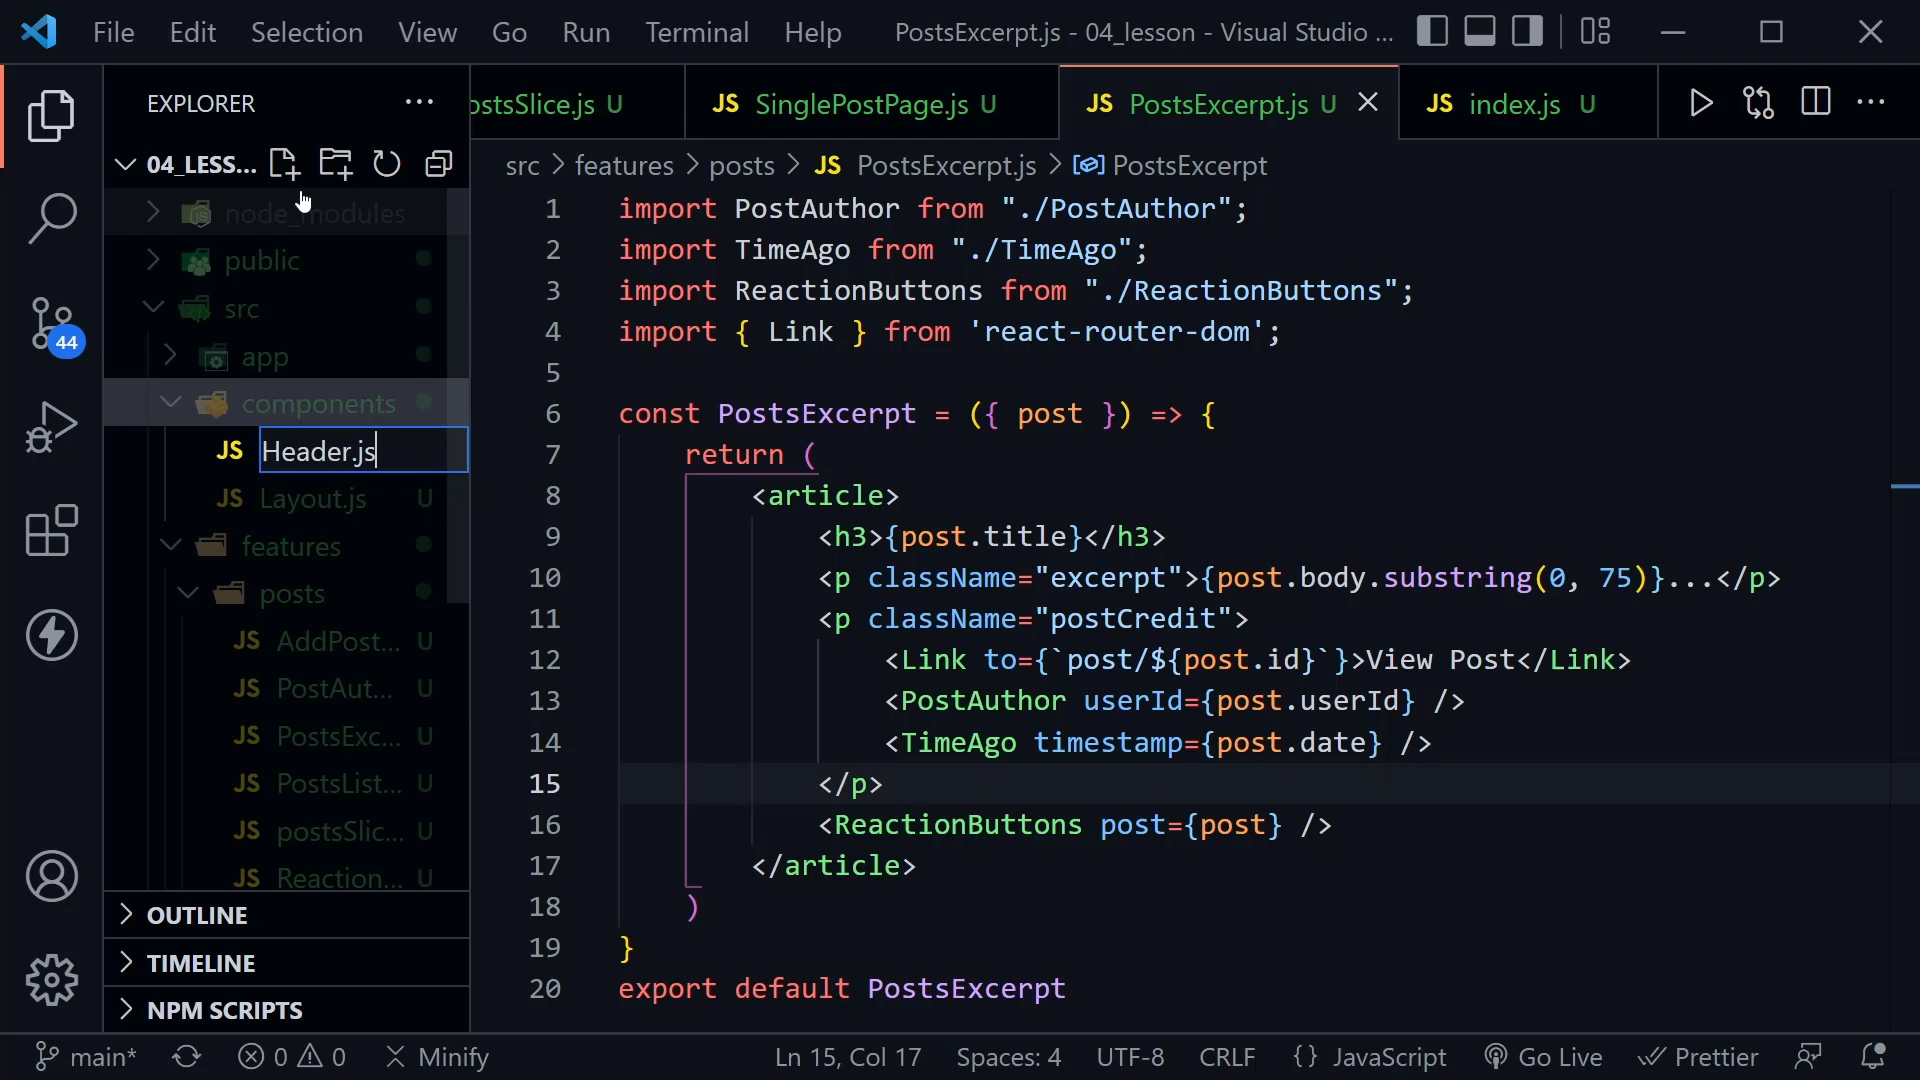 File Edit Selection View Go Run Terminal Help PostsExcerpt.js - 04_lesson - Visual Studio ...
EXPLORER ...
ostsSlice.js U JS SinglePostPage.js U JS PostsExcerpt.js U JS index.js U ...
04_LESS...
src > features > posts > JS PostsExcerpt.js > PostsExcerpt
node_modules
public
src
app
components
JS Header.js
JS Layout.js U
features
posts
JS AddPost... U
JS PostAut... U
JS PostsExc... U
JS PostsList... U
JS postsSlic... U
JS Reaction... U
OUTLINE
TIMELINE
NPM SCRIPTS
44
1 import PostAuthor from "./PostAuthor";
2 import TimeAgo from "./TimeAgo";
3 import ReactionButtons from "./ReactionButtons";
4 import { Link } from 'react-router-dom';
5
6 const PostsExcerpt = ({ post }) => {
7 return (
8 <article>
9 <h3>{post.title}</h3>
10 <p className="excerpt">{post.body.substring(0, 75)}...</p>
11 <p className="postCredit">
12 <Link to={`post/${post.id}`}>View Post</Link>
13 <PostAuthor userId={post.userId} />
14 <TimeAgo timestamp={post.date} />
15 </p>
16 <ReactionButtons post={post} />
17 </article>
18 )
19 }
20 export default PostsExcerpt
main* 0 0 Minify Ln 15, Col 17 Spaces: 4 UTF-8 CRLF {} JavaScript Go Live Prettier